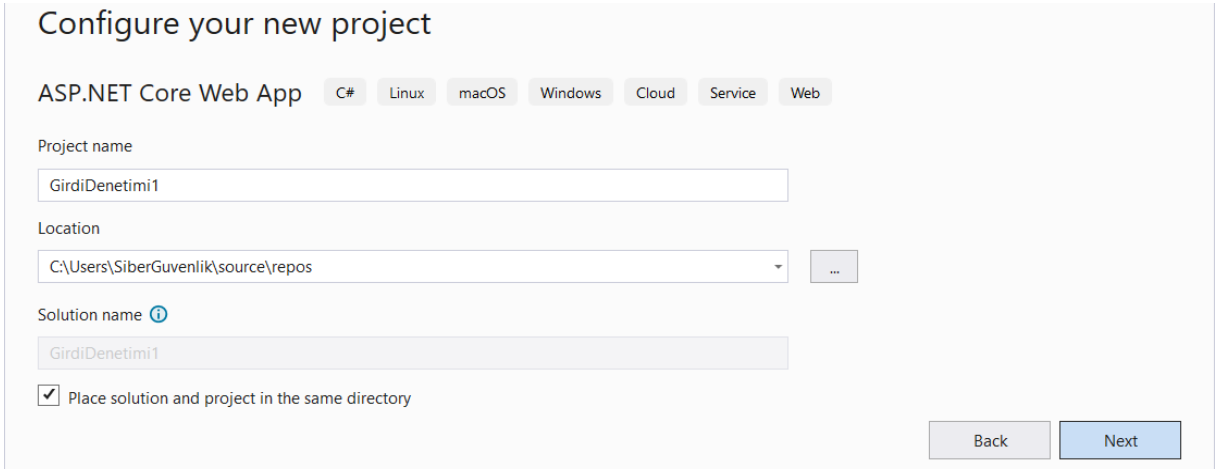 Configure your new project
ASP.NET Core Web App C# Linux macOS Windows Cloud Service Web
Project name
GirdiDenetimi1
Location
C:\Users\SiberGuvenlik\source\repos
...
Solution name
GirdiDenetimi1
Place solution and project in the same directory
Back Next